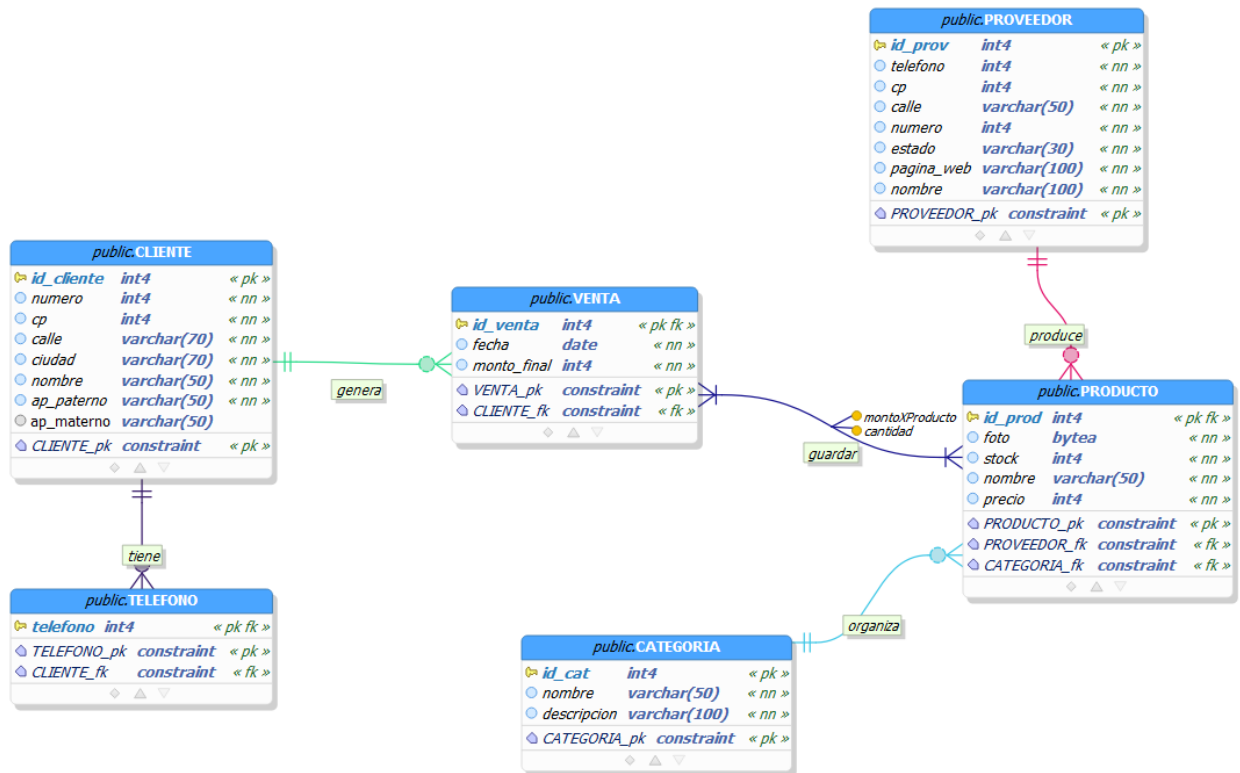 public.PROVEEDOR
id_prov int4 « pk »
telefono int4 « nn »
cp int4 « nn »
calle varchar(50) « nn »
numero int4 « nn »
estado varchar(30) « nn »
pagina_web varchar(100) « nn »
nombre varchar(100) « nn »
PROVEEDOR_pk constraint « pk »
public.CLIENTE
id_cliente int4 « pk »
numero int4 « nn »
cp int4 « nn »
calle varchar(70) « nn »
ciudad varchar(70) « nn »
nombre varchar(50) « nn »
ap_paterno varchar(50) « nn »
ap_materno varchar(50)
CLIENTE_pk constraint « pk »
genera
public.VENTA
id_venta int4 « pk fk »
fecha date « nn »
monto_final int4 « nn »
VENTA_pk constraint « pk »
CLIENTE_fk constraint « fk »
produce
montoXProducto
cantidad
guardar
public.PRODUCTO
id_prod int4 « pk fk »
foto bytea « nn »
stock int4 « nn »
nombre varchar(50) « nn »
precio int4 « nn »
PRODUCTO_pk constraint « pk »
PROVEEDOR_fk constraint « fk »
CATEGORIA_fk constraint « fk »
tiene
public.TELEFONO
telefono int4 « pk fk »
TELEFONO_pk constraint « pk »
CLIENTE_fk constraint « fk »
organiza
public.CATEGORIA
id_cat int4 « pk »
nombre varchar(50) « nn »
descripcion varchar(100) « nn »
CATEGORIA_pk constraint « pk »